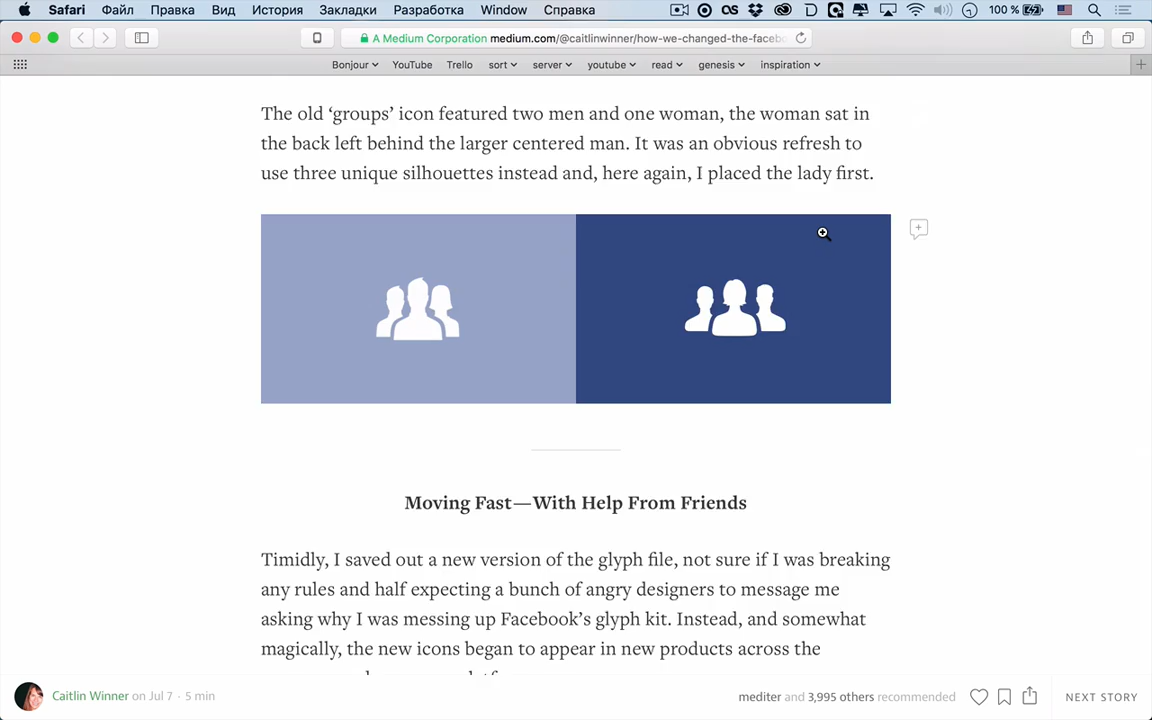 Safari Файл Правка Вид История Закладки Разработка Window Справка 100 %
A Medium Corporation medium.com/@caitlinwinner/how-we-changed-the-facebo
Bonjour YouTube Trello sort server youtube read genesis inspiration
The old ‘groups’ icon featured two men and one woman, the woman sat in
the back left behind the larger centered man. It was an obvious refresh to
use three unique silhouettes instead and, here again, I placed the lady first.
Moving Fast—With Help From Friends
Timidly, I saved out a new version of the glyph file, not sure if I was breaking
any rules and half expecting a bunch of angry designers to message me
asking why I was messing up Facebook’s glyph kit. Instead, and somewhat
magically, the new icons began to appear in new products across the
Caitlin Winner on Jul 7 · 5 min
mediter and 3,995 others recommended
NEXT STORY